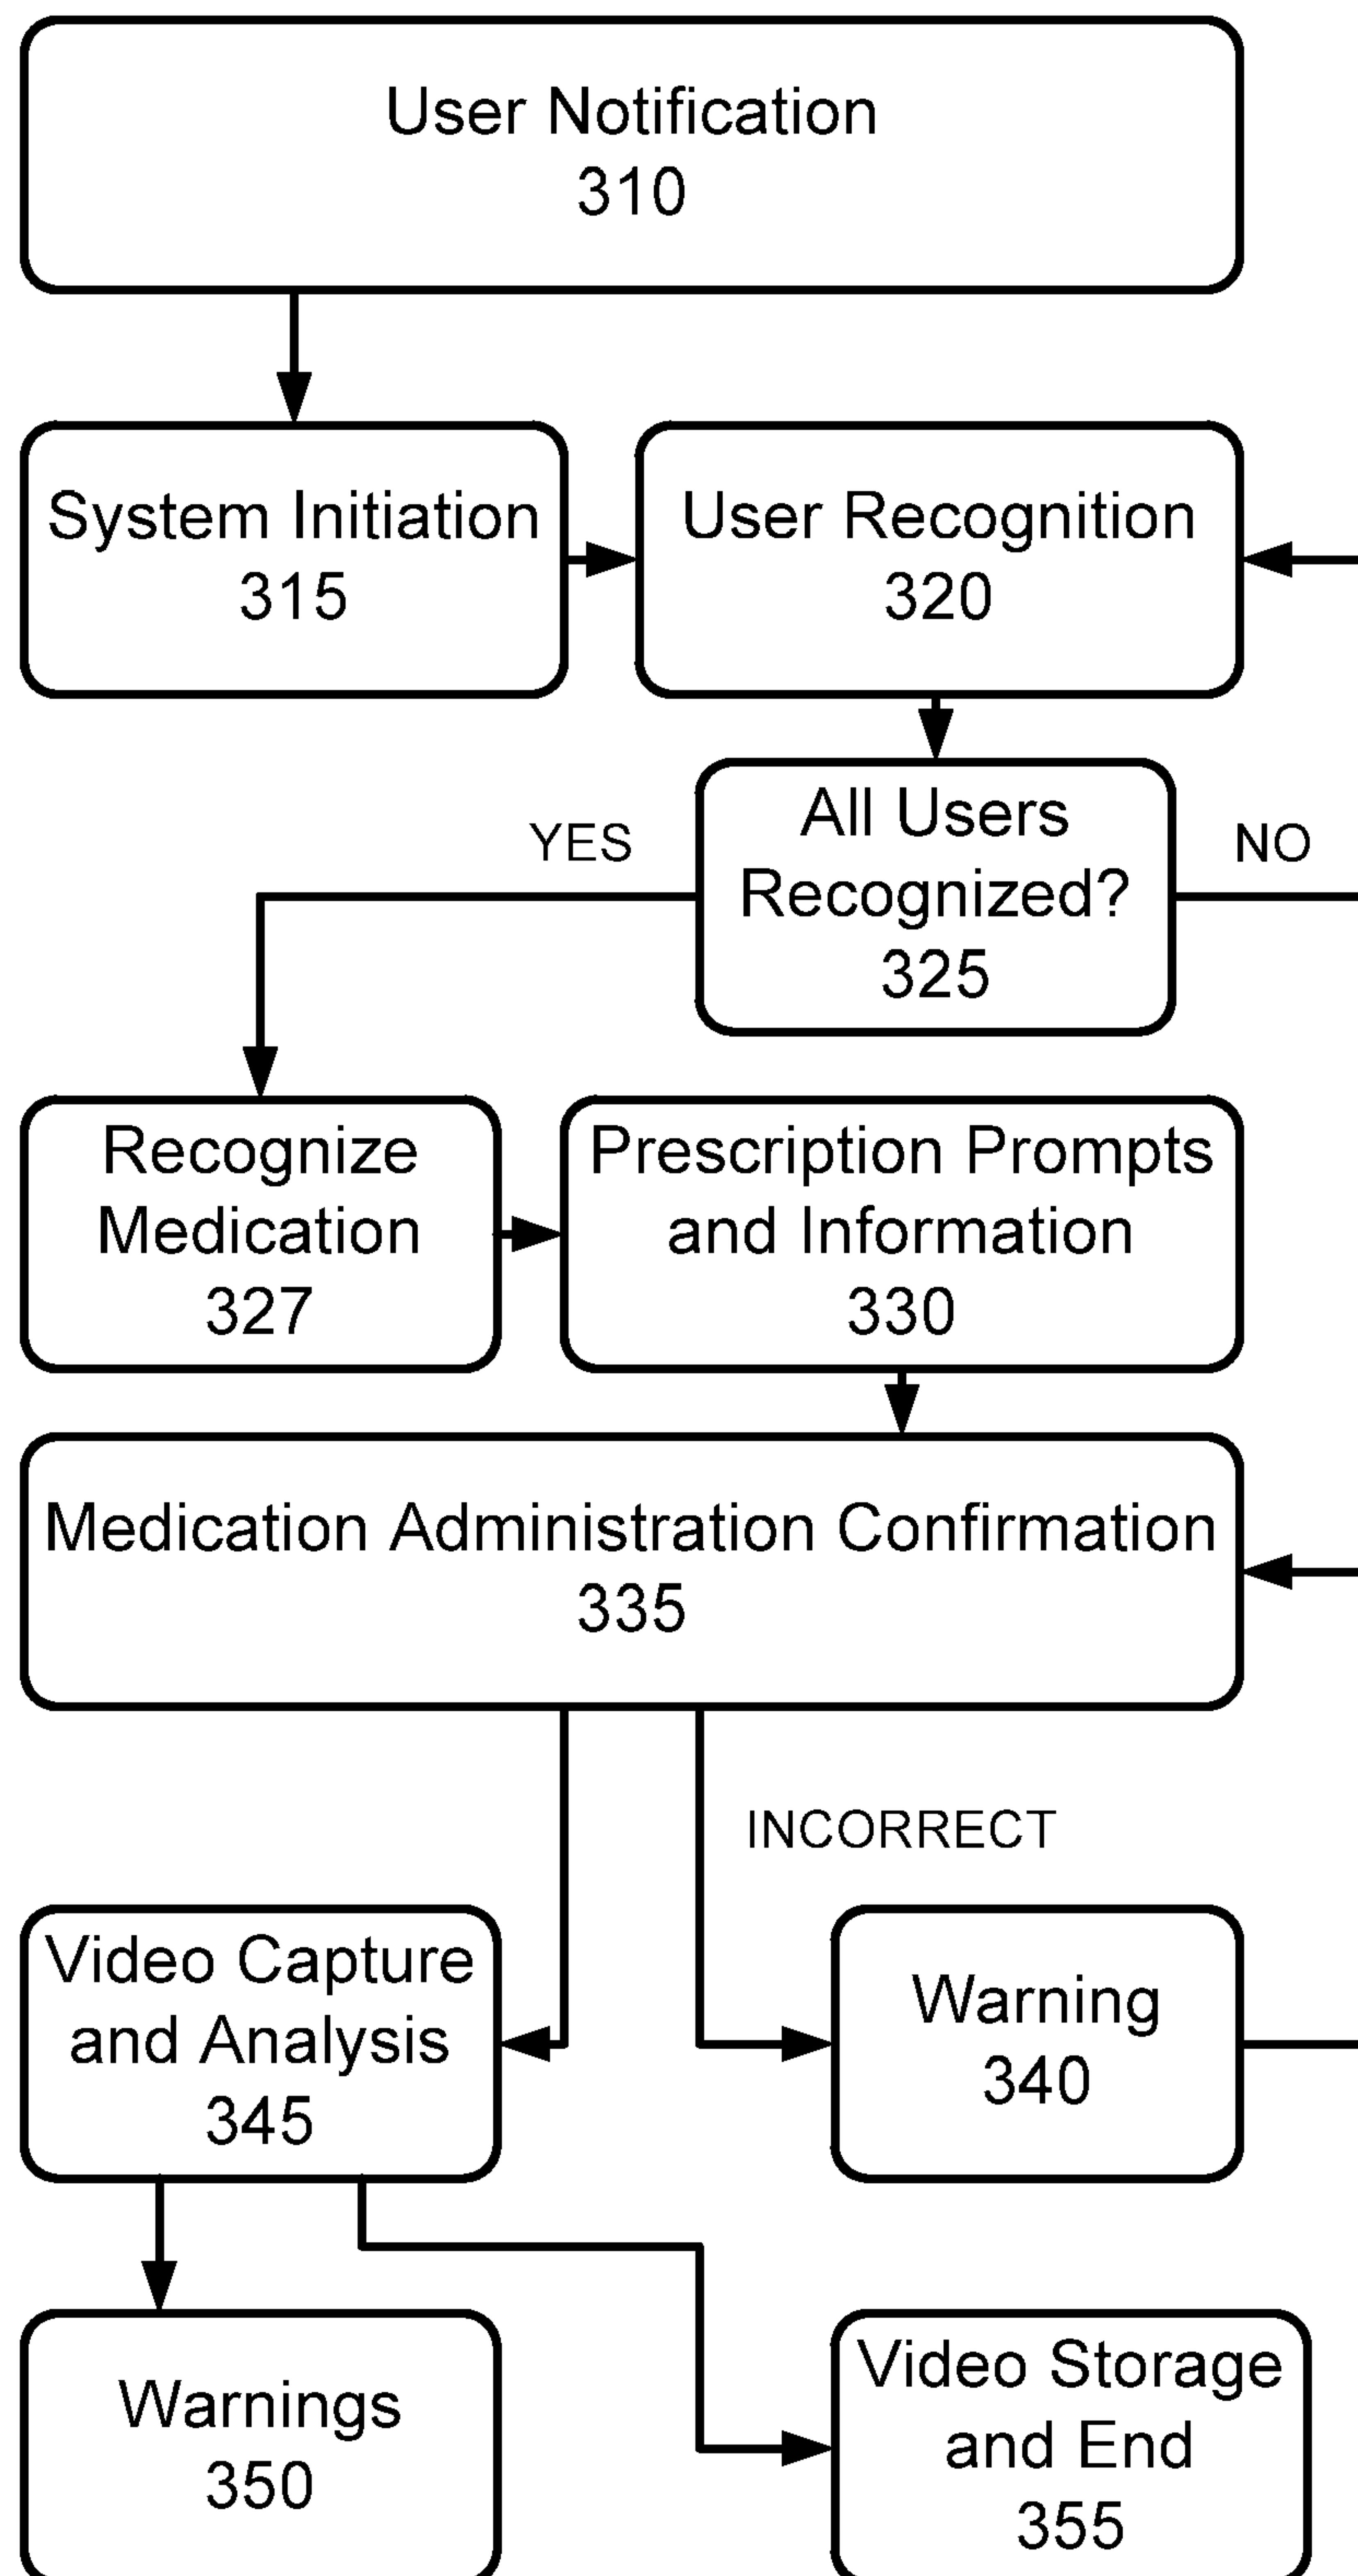 User Notification
310
System Initiation
315
User Recognition
320
All Users
Recognized?
325
YES
NO
Recognize
Medication
327
Prescription Prompts
and Information
330
Medication Administration Confirmation
335
INCORRECT
Video Capture
and Analysis
345
Warning
340
Warnings
350
Video Storage
and End
355